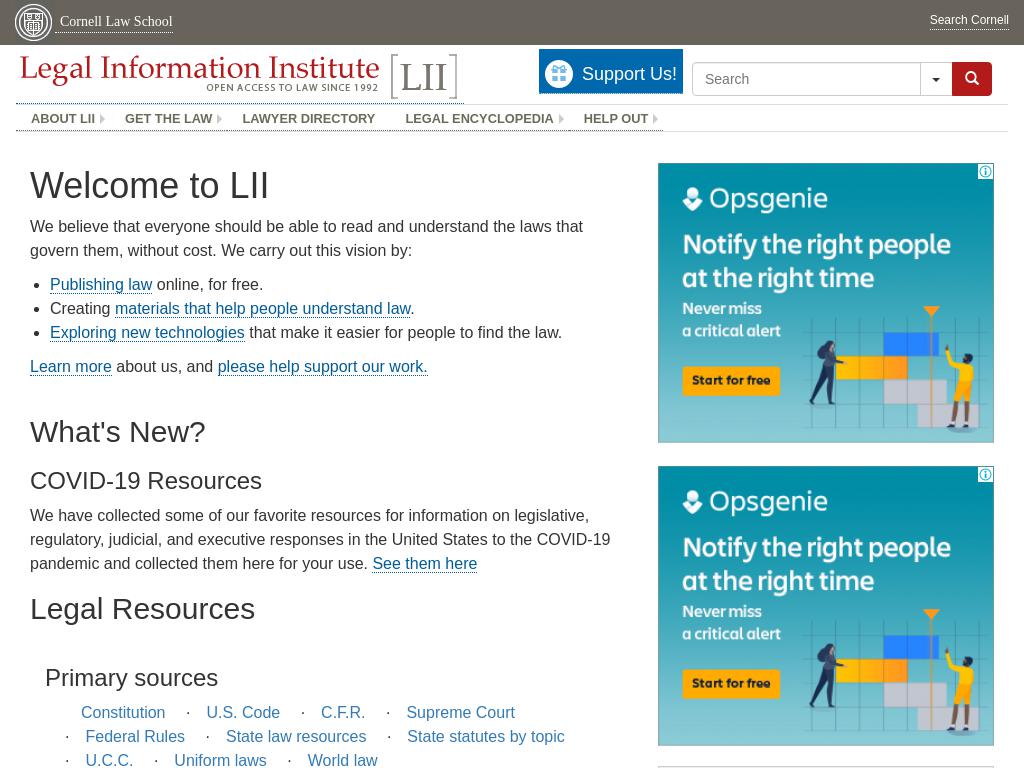 Cornell Law School
Search Cornell
Legal Information Institute [LII]
OPEN ACCESS TO LAW SINCE 1992
Support Us!
Search
ABOUT LII
GET THE LAW
LAWYER DIRECTORY
LEGAL ENCYCLOPEDIA
HELP OUT
Welcome to LII
We believe that everyone should be able to read and understand the laws that
govern them, without cost. We carry out this vision by:
• Publishing law online, for free.
• Creating materials that help people understand law.
• Exploring new technologies that make it easier for people to find the law.
Learn more about us, and please help support our work.
What's New?
COVID-19 Resources
We have collected some of our favorite resources for information on legislative,
regulatory, judicial, and executive responses in the United States to the COVID-19
pandemic and collected them here for your use. See them here
Legal Resources
Primary sources
Constitution · U.S. Code · C.F.R. · Supreme Court
· Federal Rules · State law resources · State statutes by topic
· U.C.C. · Uniform laws · World law
Opsgenie
Notify the right people
at the right time
Never miss
a critical alert
Start for free
Opsgenie
Notify the right people
at the right time
Never miss
a critical alert
Start for free